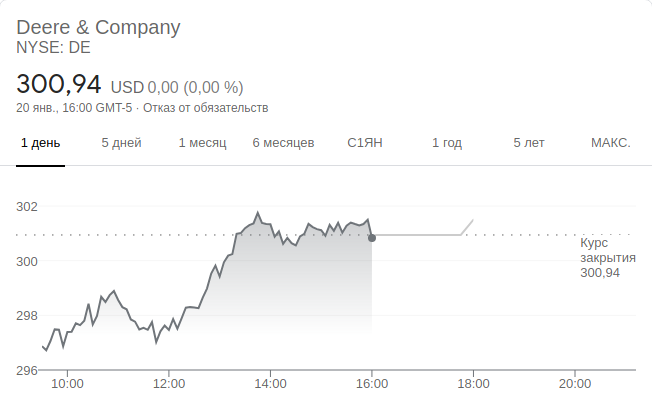 Deere & Company
NYSE: DE
300,94 USD 0,00 (0,00 %)
20 янв., 16:00 GMT-5 · Отказ от обязательств
1 день 5 дней 1 месяц 6 месяцев С1ЯН 1 год 5 лет МАКС.
302
Курс
закрытия
300,94
300
298
296
10:00 12:00 14:00 16:00 18:00 20:00